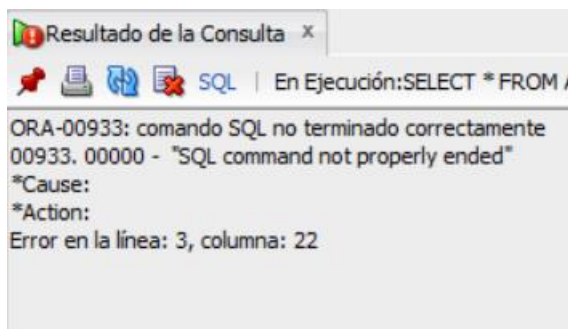 Resultado de la Consulta x
SQL | En Ejecución:SELECT * FROM
ORA-00933: comando SQL no terminado correctamente
00933. 00000 - "SQL command not properly ended"
*Cause:
*Action:
Error en la línea: 3, columna: 22